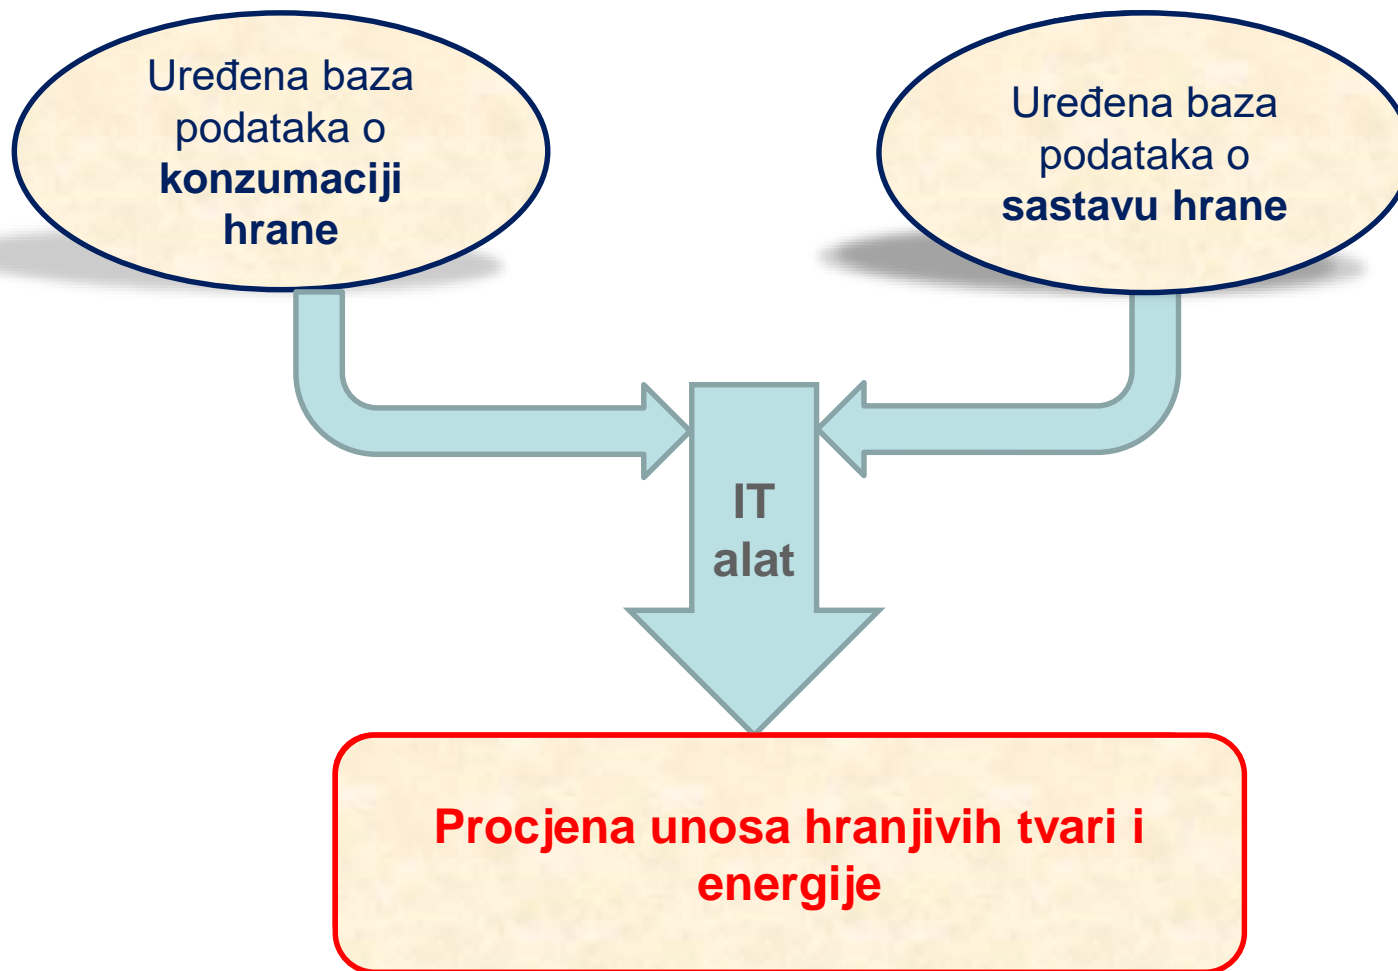 Uređena baza
podataka o
konzumaciji
hrane
Uređena baza
podataka o
sastavu hrane
IT
alat
Procjena unosa hranjivih tvari i
energije